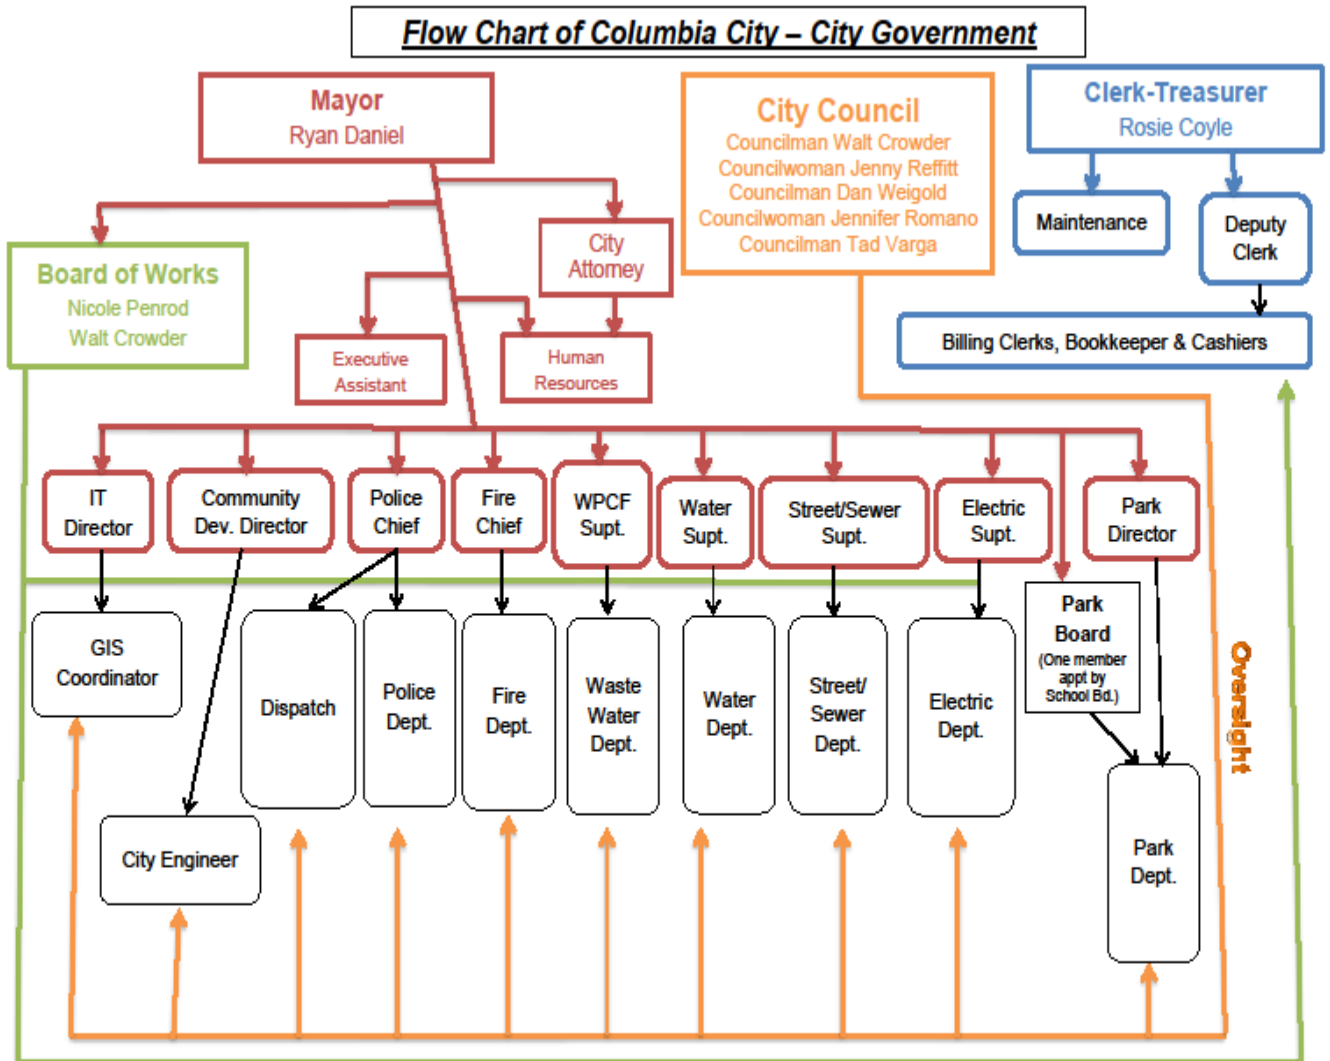 Flow Chart of Columbia City – City Government
Mayor
Ryan Daniel
City Council
Councilman Walt Crowder
Councilwoman Jenny Reffitt
Councilman Dan Weigold
Councilwoman Jennifer Romano
Councilman Tad Varga
Clerk-Treasurer
Rosie Coyle
Maintenance
Deputy
Clerk
Billing Clerks, Bookkeeper & Cashiers
Board of Works
Nicole Penrod
Walt Crowder
City
Attorney
Executive
Assistant
Human
Resources
IT
Director
Community
Dev. Director
Police
Chief
Fire
Chief
WPCF
Supt.
Water
Supt.
Street/Sewer
Supt.
Electric
Supt.
Park
Director
GIS
Coordinator
City Engineer
Dispatch
Police
Dept.
Fire
Dept.
Waste
Water
Dept.
Water
Dept.
Street/
Sewer
Dept.
Electric
Dept.
Park
Board
(One member
appt by
School Bd.)
Park
Dept.
Oversight